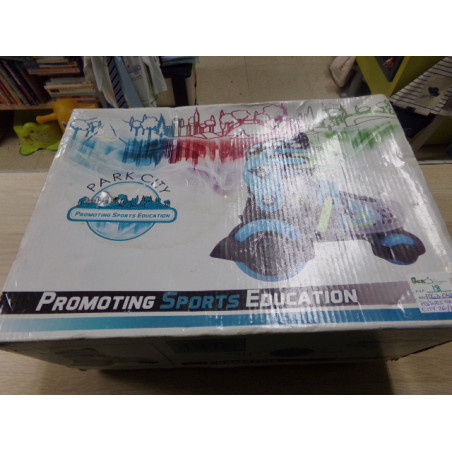 PARK CITY
PROMOTING SPORTS EDUCATION
PROMOTING SPORTS EDUCATION